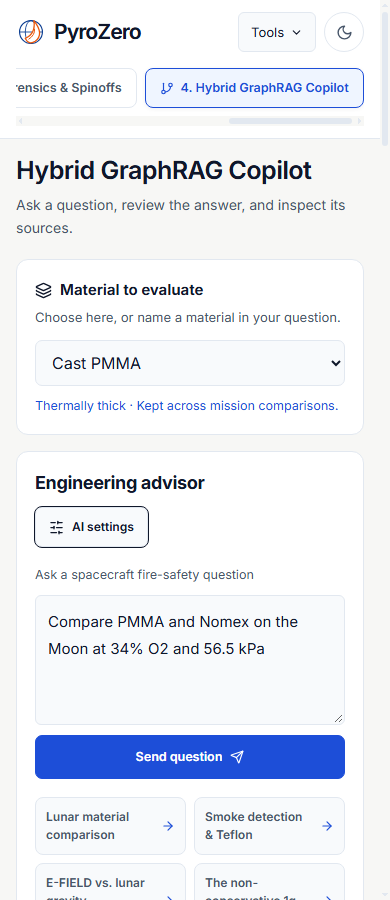 PyroZero
Tools
rensics & Spinoffs
4. Hybrid GraphRAG Copilot
Hybrid GraphRAG Copilot
Ask a question, review the answer, and inspect its
sources.
Material to evaluate
Choose here, or name a material in your question.
Cast PMMA
Thermally thick · Kept across mission comparisons.
Engineering advisor
AI settings
Ask a spacecraft fire-safety question
Compare PMMA and Nomex on the
Moon at 34% O2 and 56.5 kPa
Send question
Lunar material
comparison
Smoke detection
& Teflon
E-FIELD vs. lunar
gravity
The non-
conservative 1g